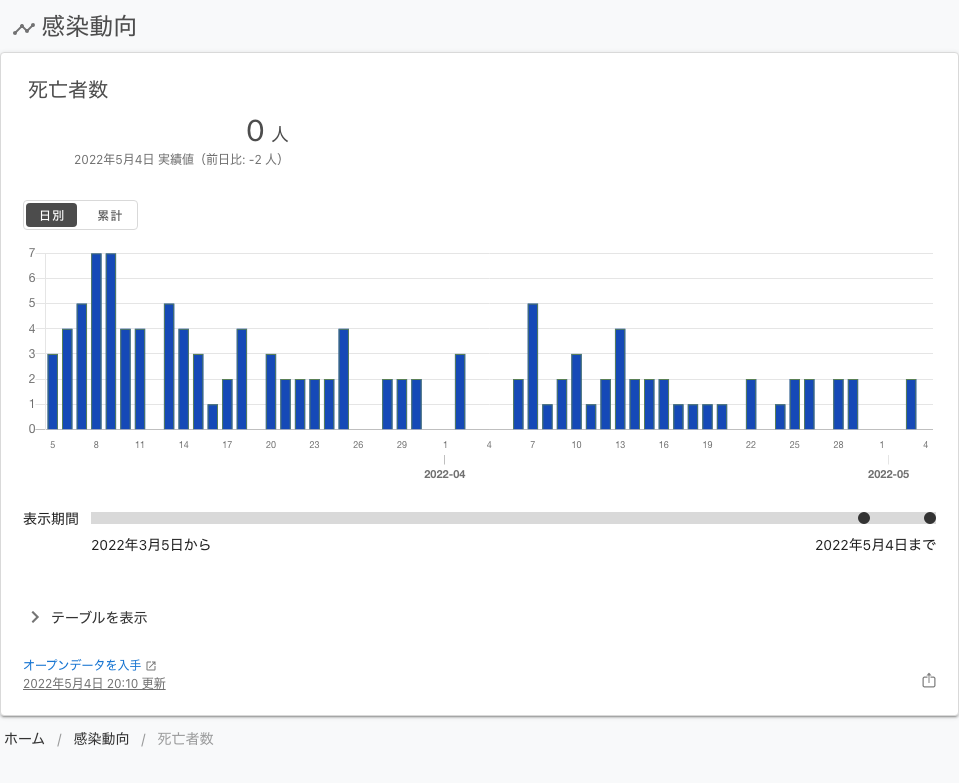 感染動向
死亡者数
0 人
2022年5月4日 実績値（前日比: -2 人）
日別 累計
7
6
5
4
3
2
1
0
5 8 11 14 17 20 23 26 29 1 4 7 10 13 16 19 22 25 28 1 4
2022-04 2022-05
表示期間
2022年3月5日から 2022年5月4日まで
テーブルを表示
オープンデータを入手
2022年5月4日 20:10 更新
ホーム / 感染動向 / 死亡者数